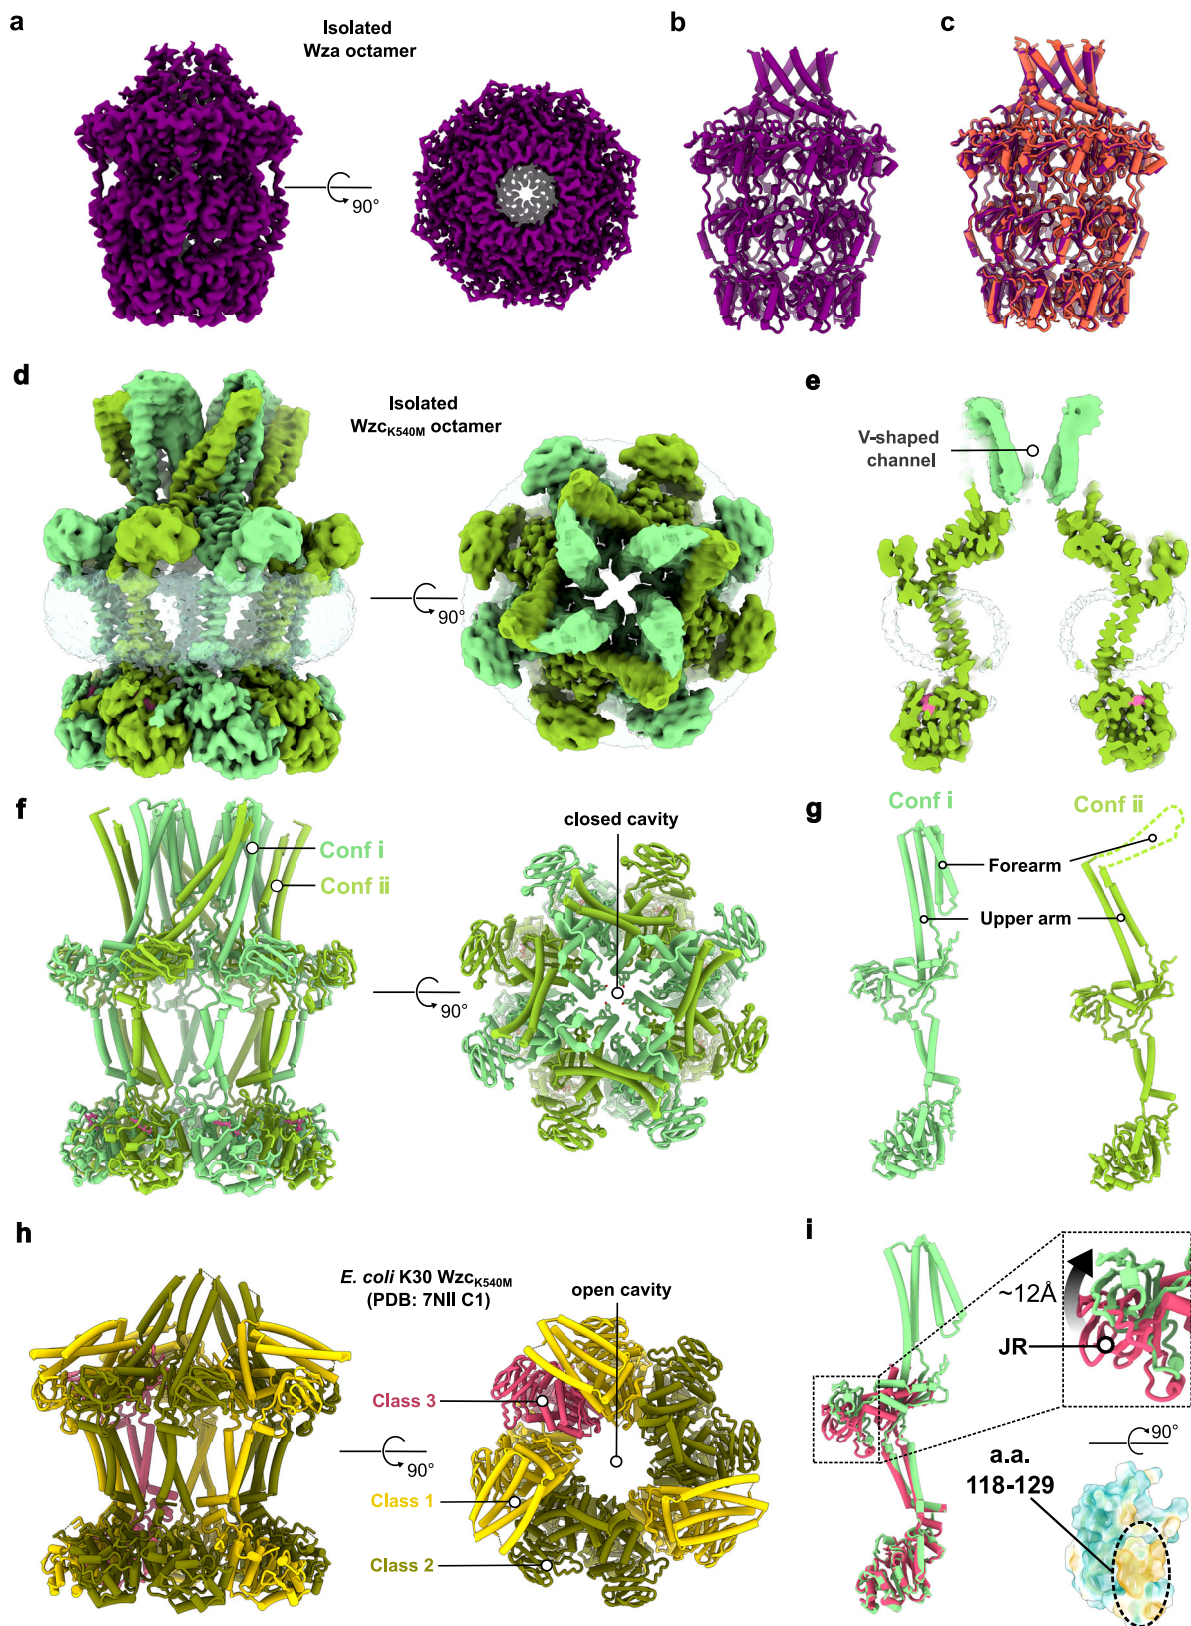 a
Isolated
Wza octamer
90°
b
c
d
Isolated
WzcK540M octamer
90°
e
V-shaped
channel
f
Conf i
Conf ii
90°
closed cavity
g
Conf i
Conf ii
Forearm
Upper arm
h
E. coli K30 WzcK540M
(PDB: 7NII C1)
open cavity
Class 3
90°
Class 1
Class 2
i
~12Å
JR
90°
a.a.
118-129